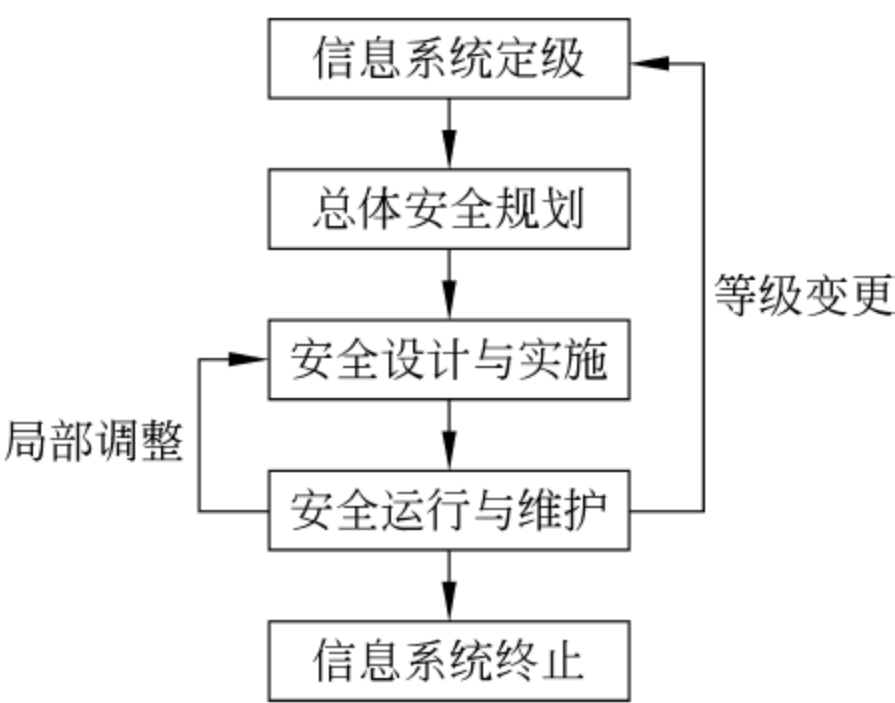 信息系统定级
总体安全规划
等级变更
安全设计与实施
局部调整
安全运行与维护
信息系统终止